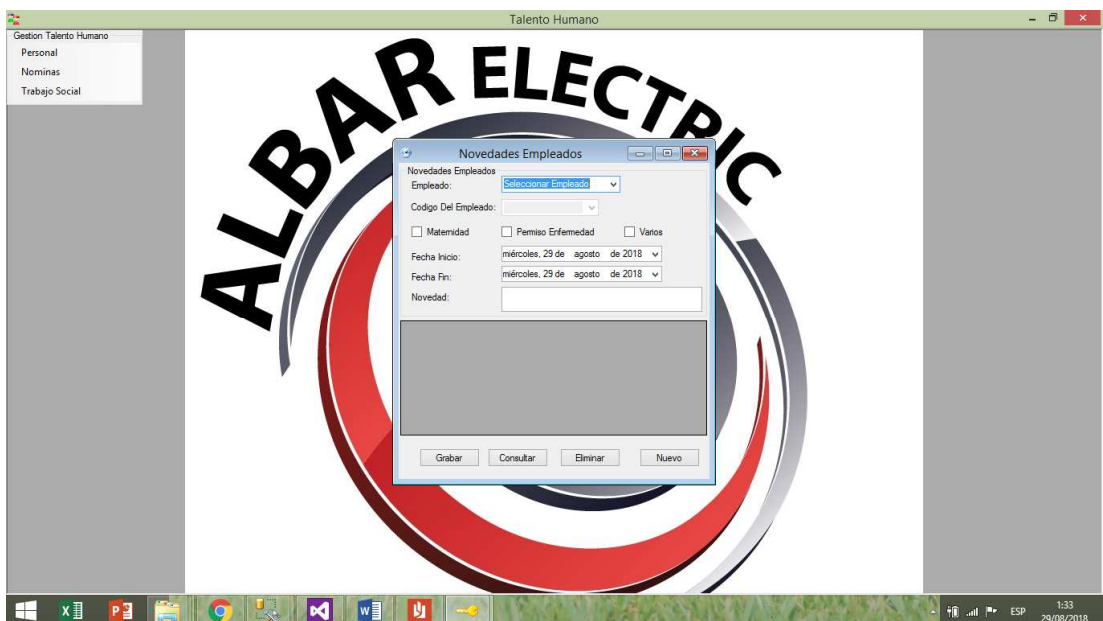 Talento Humano
Gestion Talento Humano
Personal
Nominas
Trabajo Social
ALBAR ELECTRIC
Novedades Empleados
Novedades Empleados
Empleado: Seleccionar Empleado
Codigo Del Empleado:
Maternidad Permiso Enfermedad Varios
Fecha Inicio: miércoles, 29 de agosto de 2018
Fecha Fin: miércoles, 29 de agosto de 2018
Novedad:
Grabar Consultar Eliminar Nuevo
ESP 1:33
29/08/2018